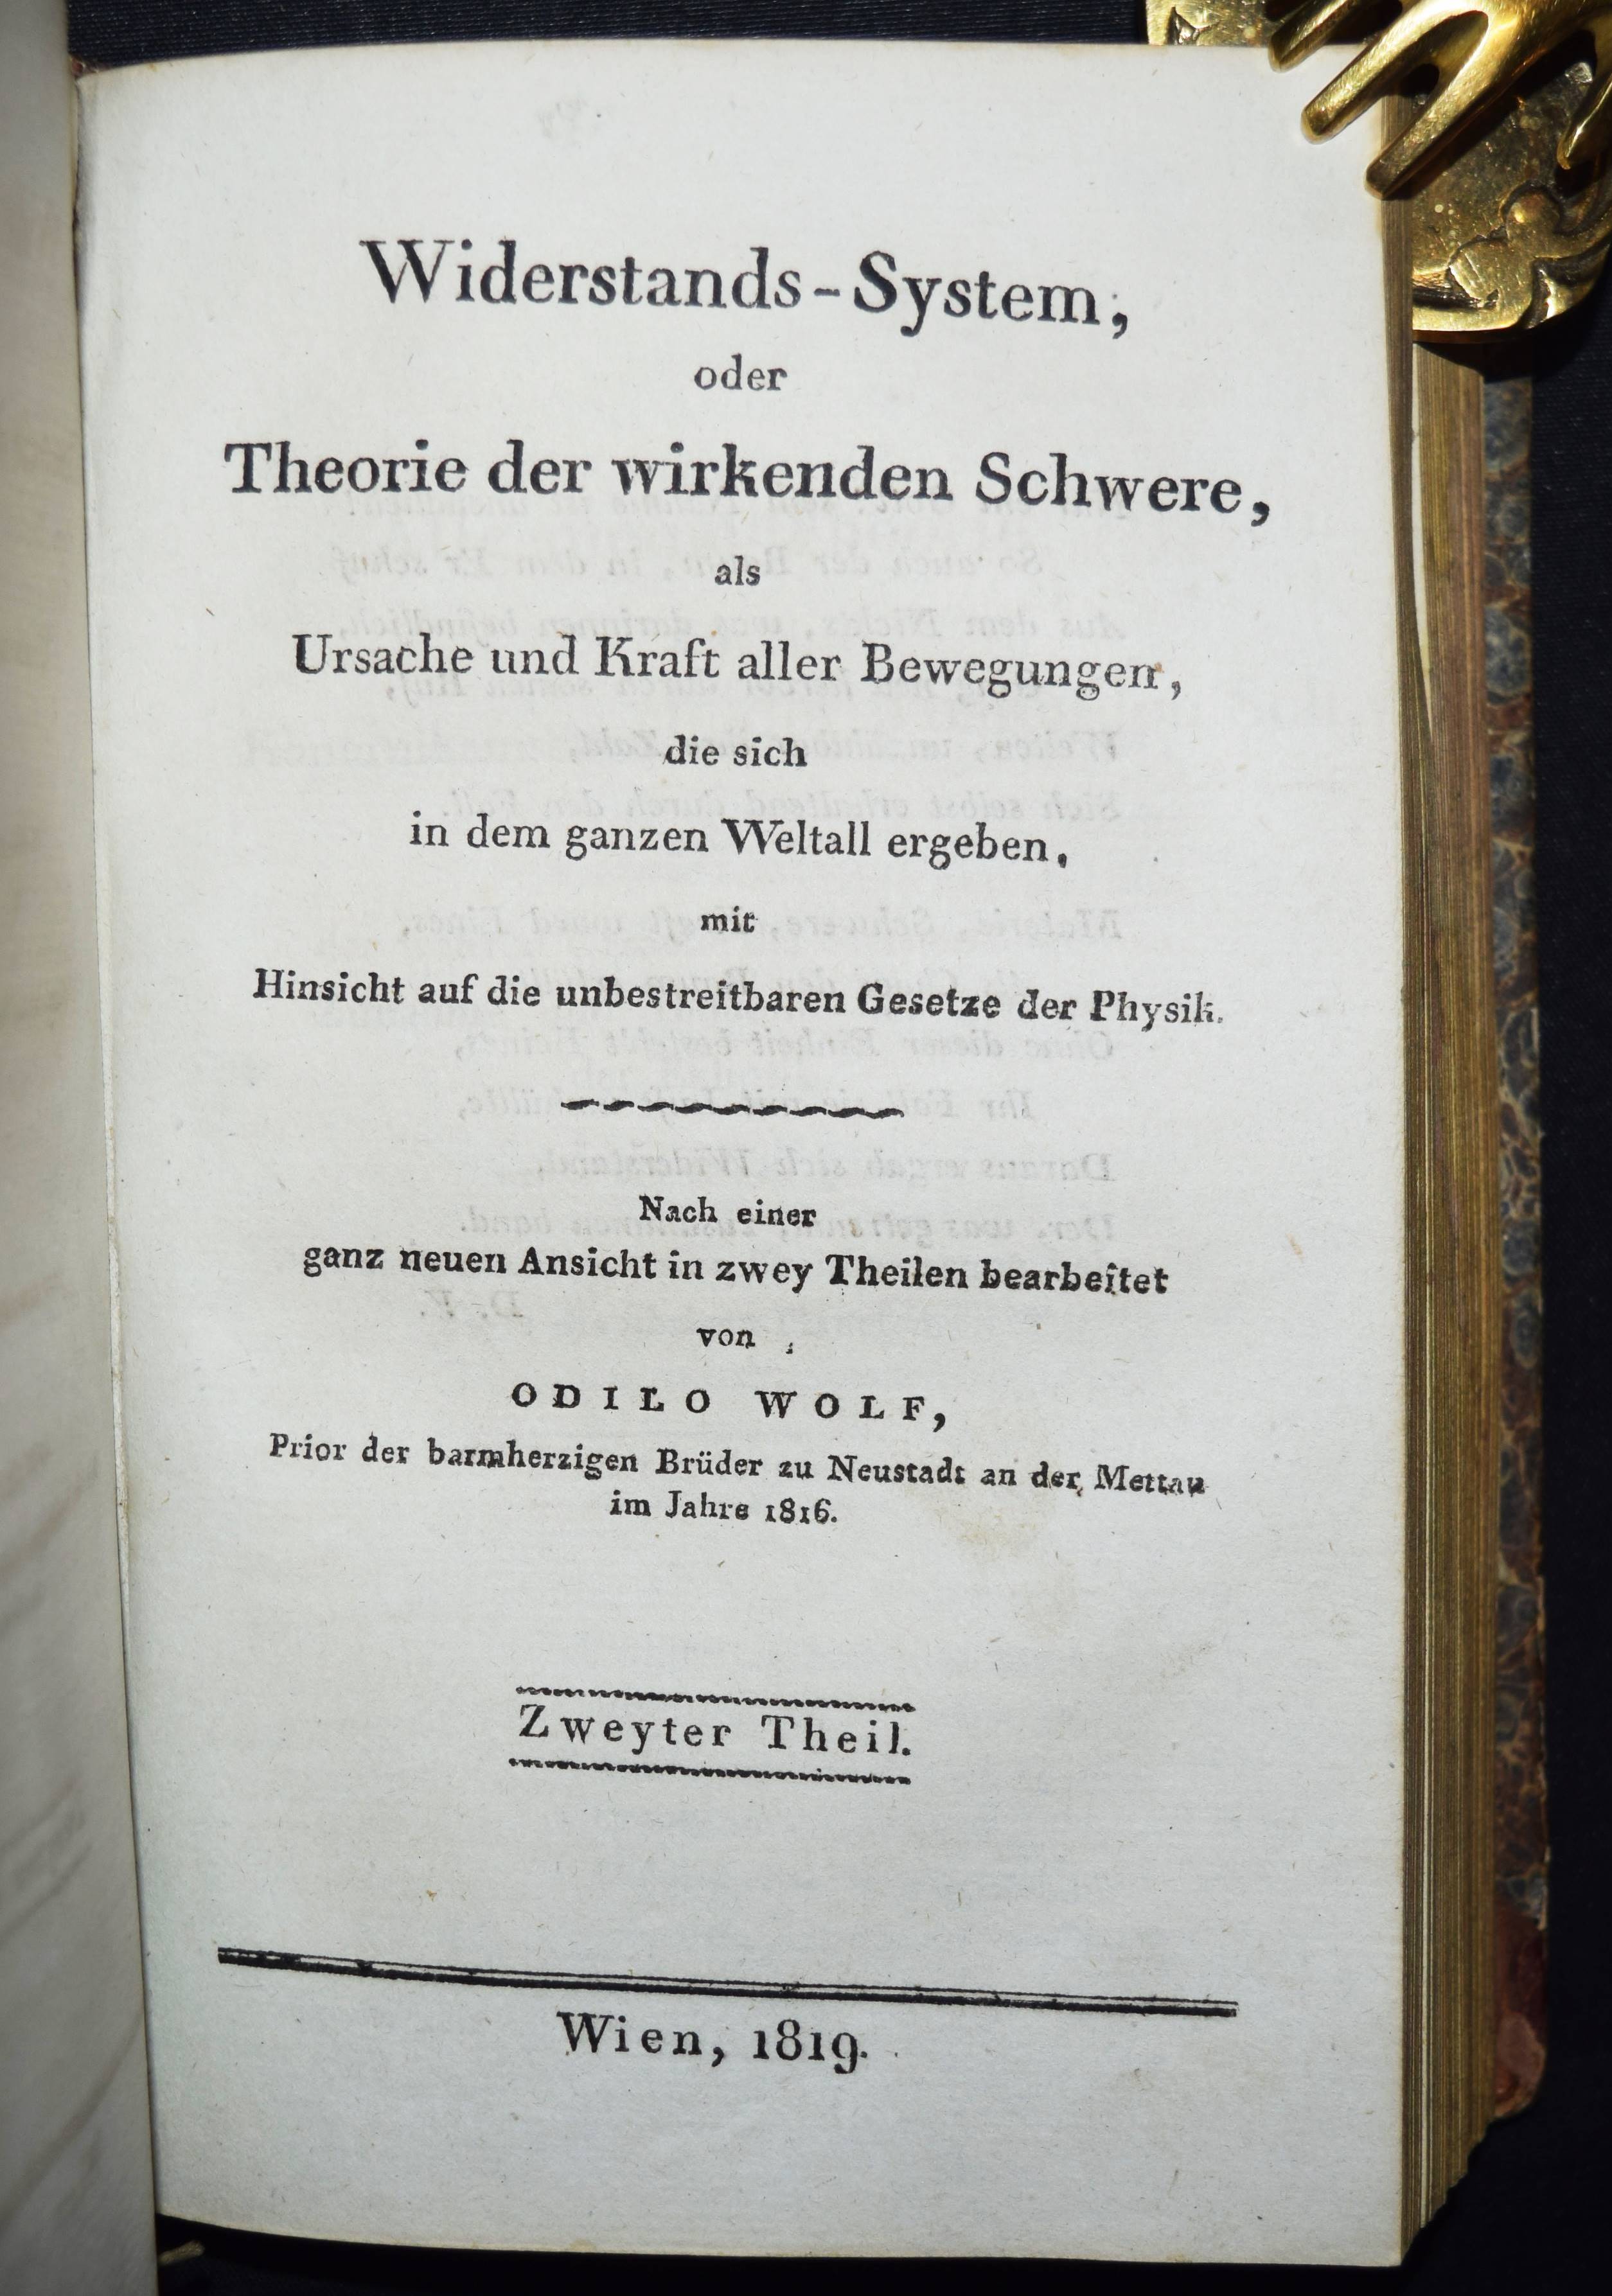 Widerstands-System,
oder
Theorie der wirkenden Schwere,
als
Ursache und Kraft aller Bewegungen,
die sich
in dem ganzen Weltall ergeben,
mit
Hinsicht auf die unbestreitbaren Gesetze der Physik.
Nach einer
ganz neuen Ansicht in zwey Theilen bearbeitet
von
ODILO WOLF,
Prior der barmherzigen Brüder zu Neustadt an der Mettau
im Jahre 1816.
Zweyter Theil.
Wien, 1819.